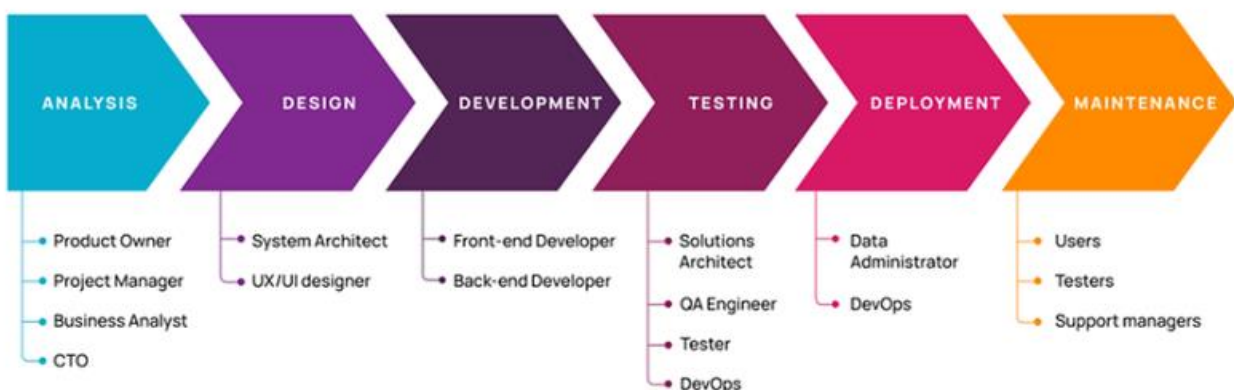 ANALYSIS
DESIGN
DEVELOPMENT
TESTING
DEPLOYMENT
MAINTENANCE
Product Owner
Project Manager
Business Analyst
CTO
System Architect
UX/UI designer
Front-end Developer
Back-end Developer
Solutions
Architect
QA Engineer
Tester
DevOps
Data
Administrator
DevOps
Users
Testers
Support managers